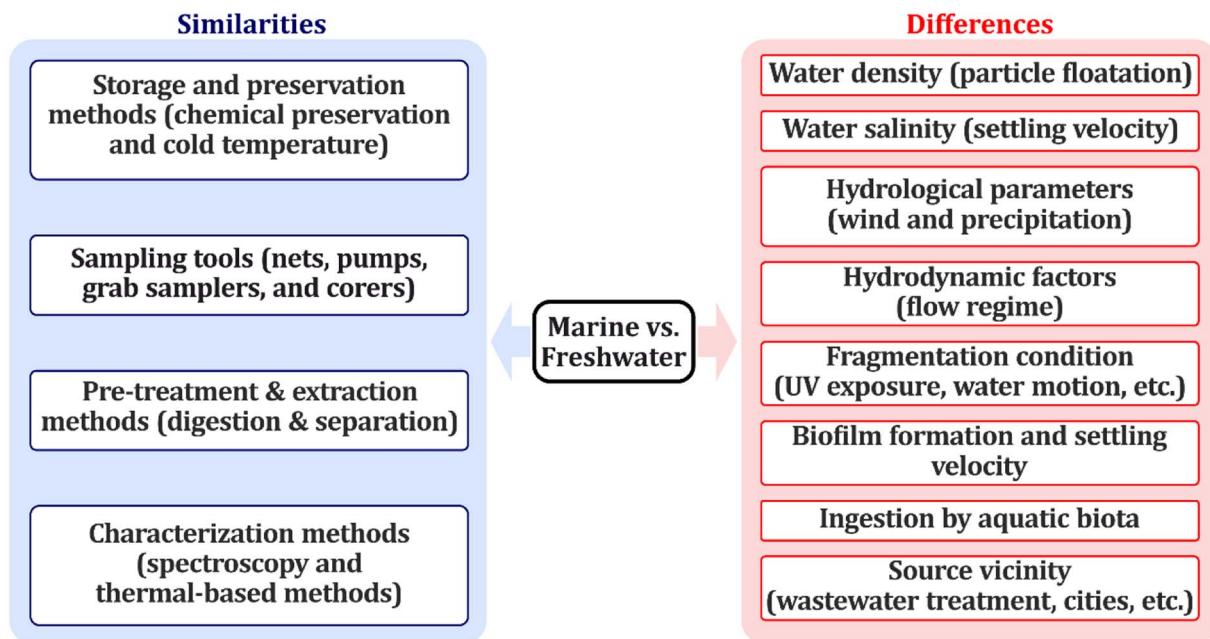 Similarities
Storage and preservation
methods (chemical preservation
and cold temperature)
Sampling tools (nets, pumps,
grab samplers, and corers)
Pre-treatment & extraction
methods (digestion & separation)
Characterization methods
(spectroscopy and
thermal-based methods)
Marine vs.
Freshwater
Differences
Water density (particle floatation)
Water salinity (settling velocity)
Hydrological parameters
(wind and precipitation)
Hydrodynamic factors
(flow regime)
Fragmentation condition
(UV exposure, water motion, etc.)
Biofilm formation and settling
velocity
Ingestion by aquatic biota
Source vicinity
(wastewater treatment, cities, etc.)